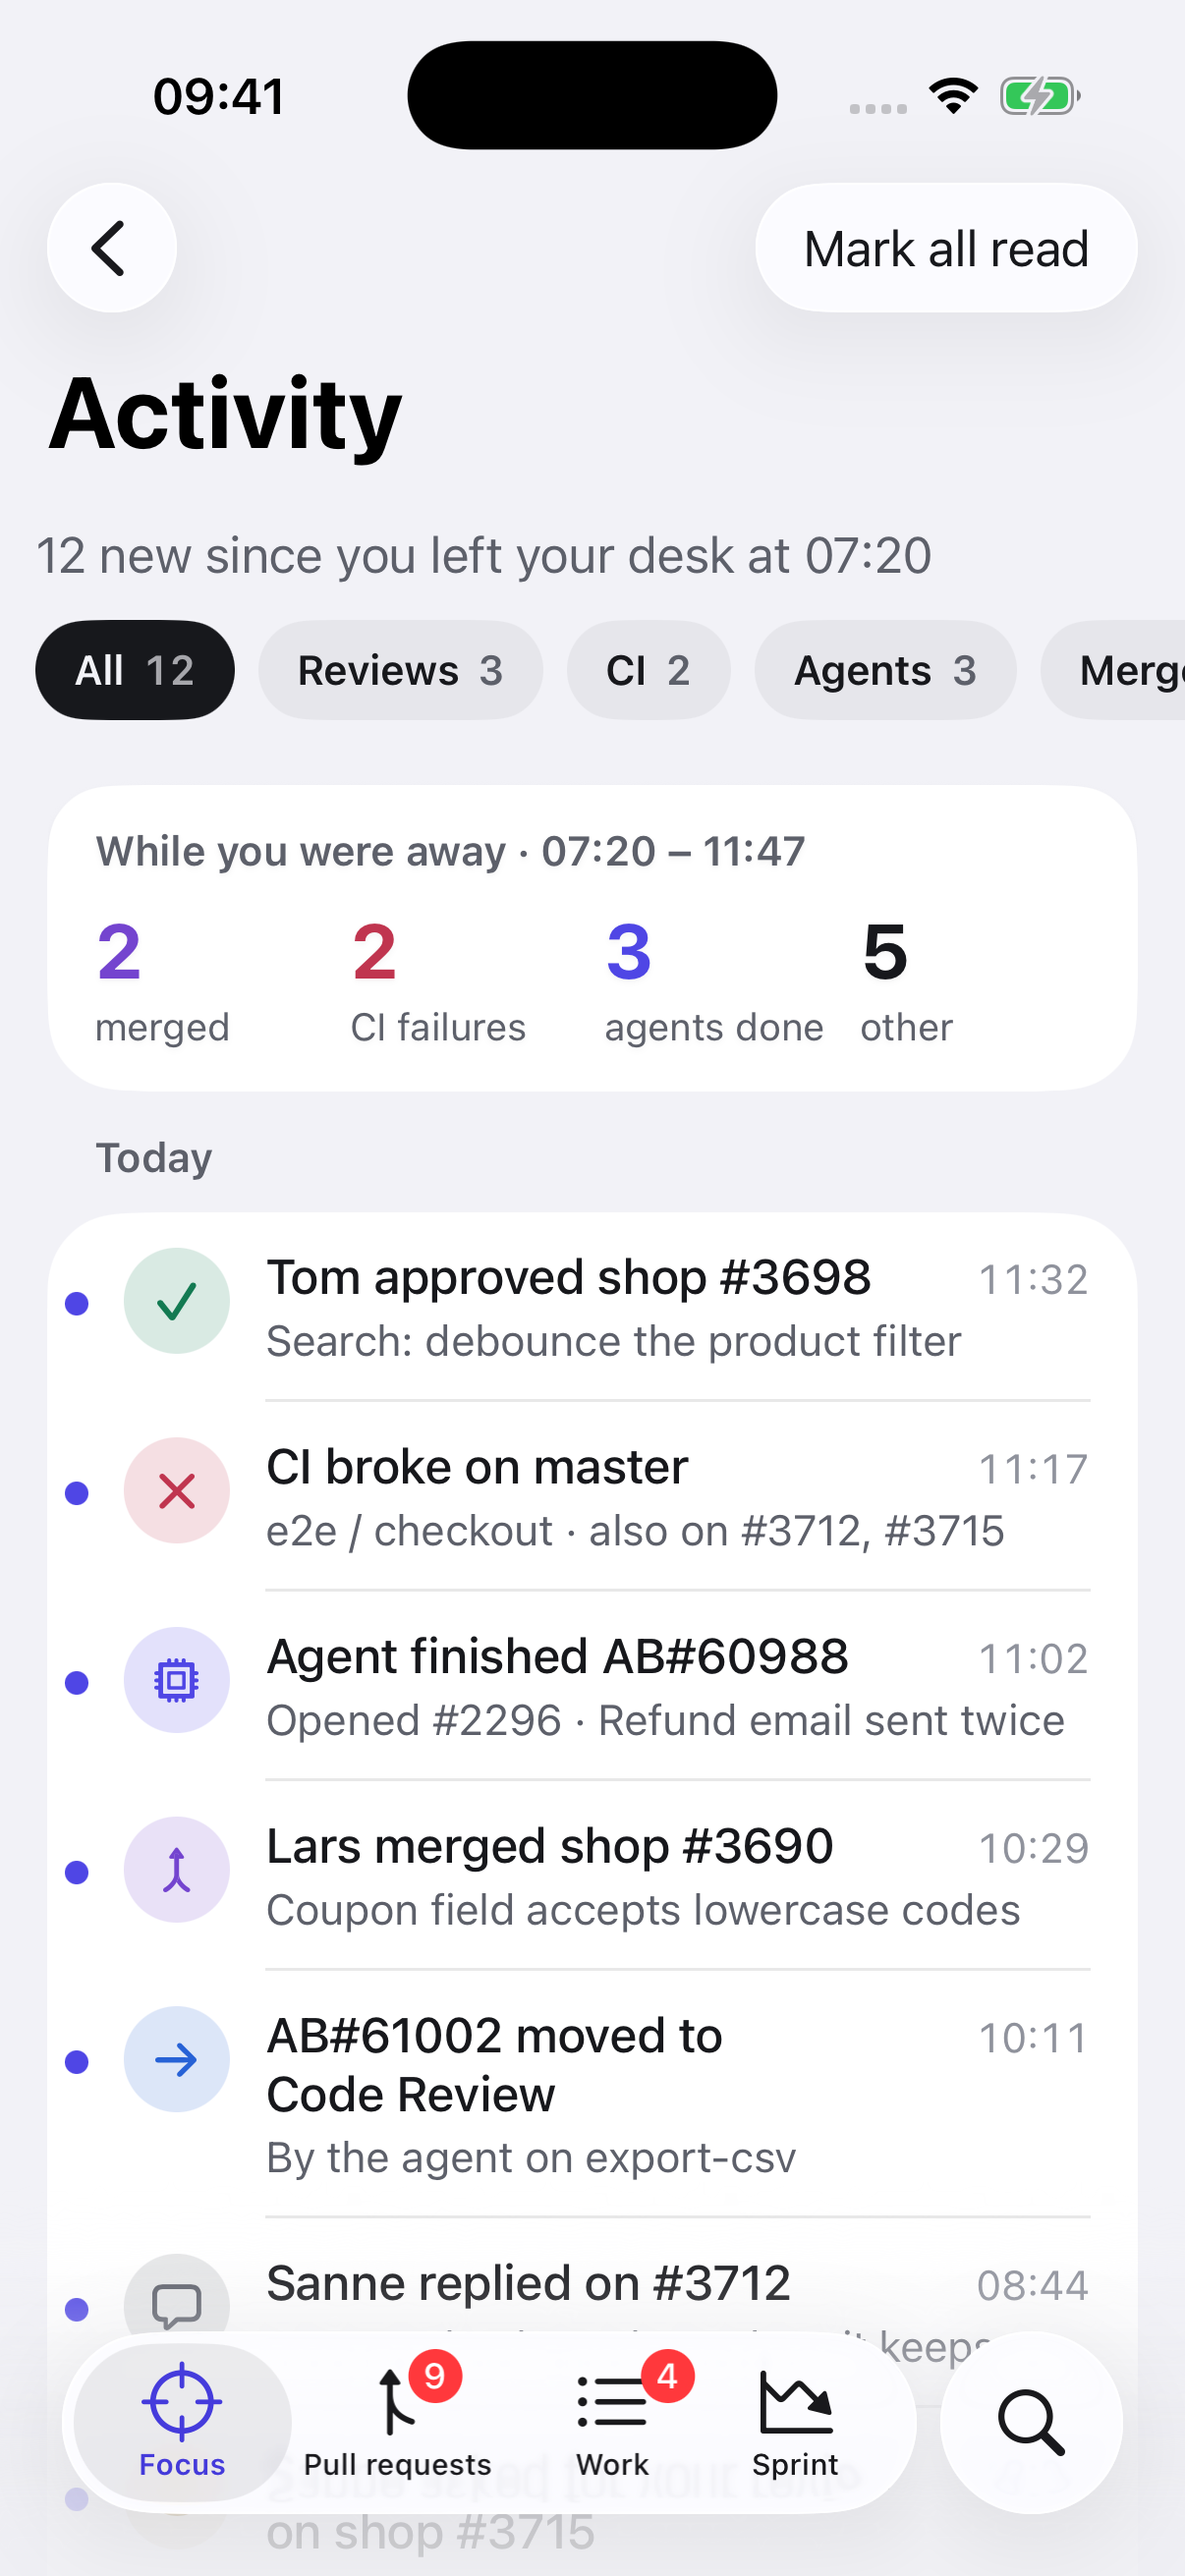 09:41
Mark all read
Activity
12 new since you left your desk at 07:20
All 12
Reviews 3
CI 2
Agents 3
Merge
While you were away · 07:20 – 11:47
2
merged
2
CI failures
3
agents done
5
other
Today
Tom approved shop #3698
11:32
Search: debounce the product filter
CI broke on master
11:17
e2e / checkout · also on #3712, #3715
Agent finished AB#60988
11:02
Opened #2296 · Refund email sent twice
Lars merged shop #3690
10:29
Coupon field accepts lowercase codes
AB#61002 moved to
Code Review
10:11
By the agent on export-csv
Sanne replied on #3712
08:44
it keeps
on shop #3715
Focus
9
Pull requests
4
Work
Sprint